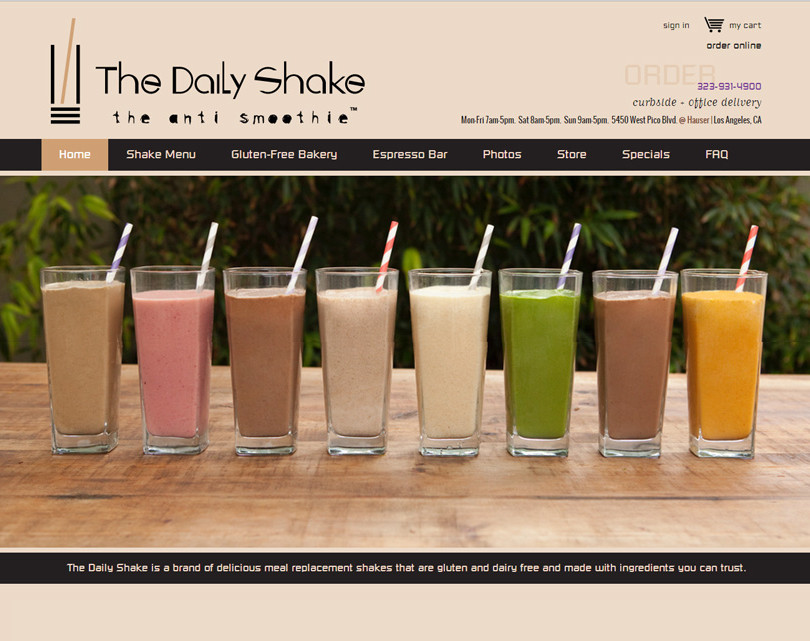 sign in my cart
order online
The Daily Shake
ORDER
323-931-4900
the anti smoothie™
curbside - office delivery
Mon-Fri 7am-5pm. Sat 8am-5pm. Sun 9am-5pm. 5450 West Pico Blvd. @ Hauser | Los Angeles, CA
Home Shake Menu Gluten-Free Bakery Espresso Bar Photos Store Specials FAQ
The Daily Shake is a brand of delicious meal replacement shakes that are gluten and dairy free and made with ingredients you can trust.